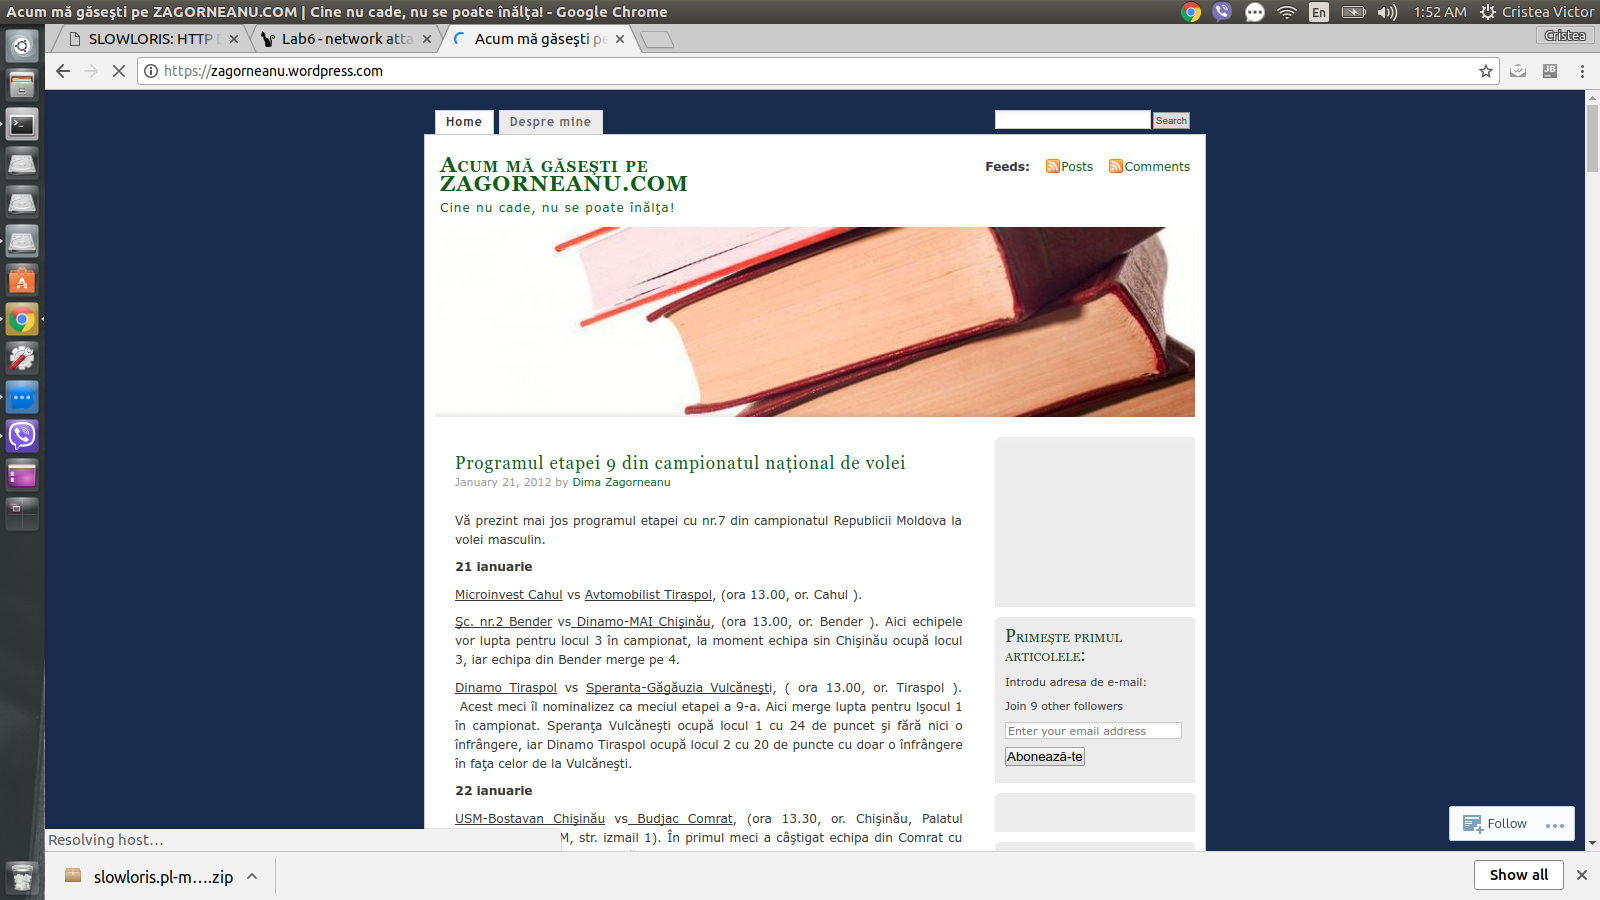 Acum mă găseşti pe ZAGORNEANU.COM | Cine nu cade, nu se poate înălţa! - Google Chrome
En
1:52 AM
Cristea Victor
SLOWLORIS: HTTP
Lab6 - network atta
Acum mă găseşti pe
Cristea
https://zagorneanu.wordpress.com
JB
Home
Despre mine
Search
Acum mă găseşti pe
ZAGORNEANU.COM
Cine nu cade, nu se poate înălţa!
Feeds: Posts Comments
Programul etapei 9 din campionatul național de volei
January 21, 2012 by Dima Zagorneanu
Vă prezint mai jos programul etapei cu nr.7 din campionatul Republicii Moldova la
volei masculin.
21 ianuarie
Microinvest Cahul vs Avtomobilist Tiraspol, (ora 13.00, or. Cahul ).
Şc. nr.2 Bender vs Dinamo-MAI Chişinău, (ora 13.00, or. Bender ). Aici echipele
vor lupta pentru locul 3 în campionat, la moment echipa sin Chişinău ocupă locul
3, iar echipa din Bender merge pe 4.
Dinamo Tiraspol vs Speranta-Găgăuzia Vulcăneşti, ( ora 13.00, or. Tiraspol ).
Acest meci îl nominalizez ca meciul etapei a 9-a. Aici merge lupta pentru lşocul 1
în campionat. Speranţa Vulcăneşti ocupă locul 1 cu 24 de puncet şi fără nici o
înfrângere, iar Dinamo Tiraspol ocupă locul 2 cu 20 de puncte cu doar o înfrângere
în faţa celor de la Vulcăneşti.
22 ianuarie
USM-Bostavan Chişinău vs Budjac Comrat, (ora 13.30, or. Chişinău, Palatul
M, str. izmail 1). În primul meci a câştigat echipa din Comrat cu
Primeşte primul
articolele:
Introdu adresa de e-mail:
Join 9 other followers
Enter your email address
Abonează-te
Follow
Resolving host…
slowloris.pl-m....zip
Show all